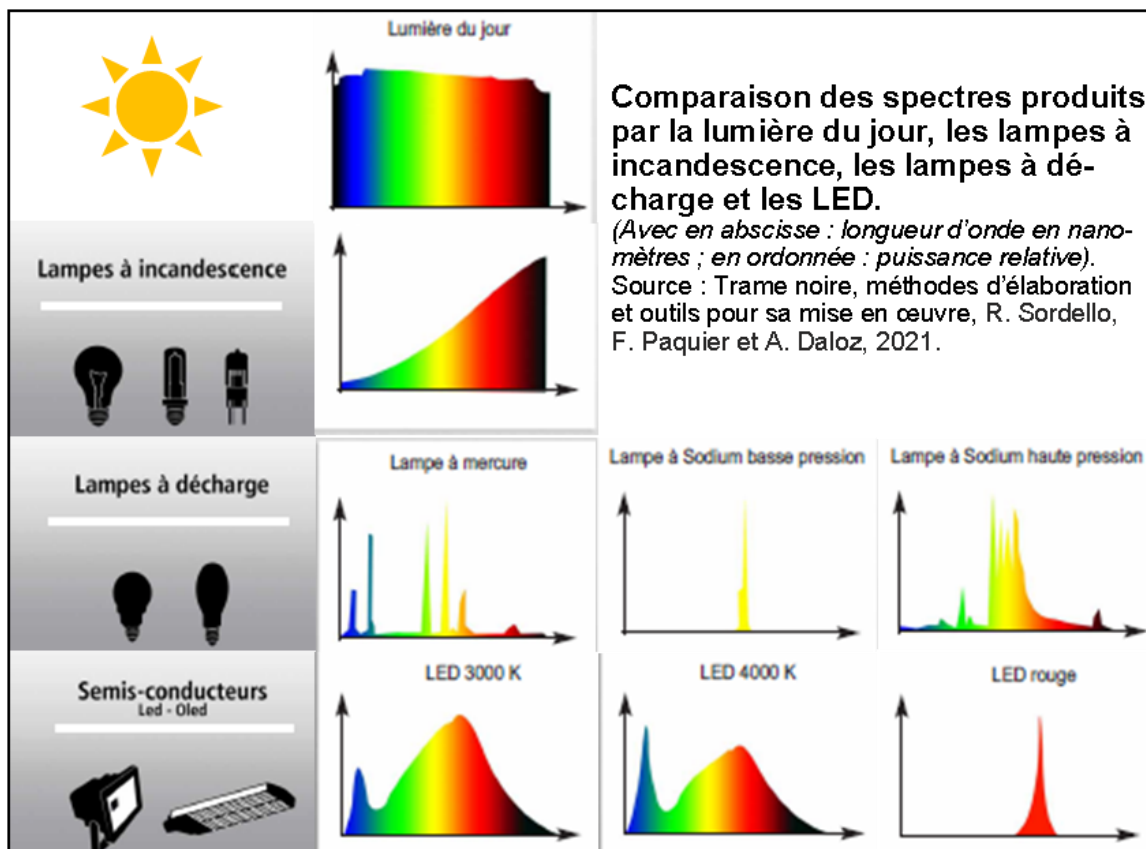 Lumière du jour
Comparaison des spectres produits
par la lumière du jour, les lampes à
incandescence, les lampes à dé-
charge et les LED.
(Avec en abscisse : longueur d'onde en nano-
mètres ; en ordonnée : puissance relative).
Source : Trame noire, méthodes d'élaboration
et outils pour sa mise en œuvre, R. Sordello,
F. Paquier et A. Daloz, 2021.
Lampes à incandescence
Lampes à décharge
Lampe à mercure
Lampe à Sodium basse pression
Lampe à Sodium haute pression
Semis-conducteurs
Led - Oled
LED 3000 K
LED 4000 K
LED rouge